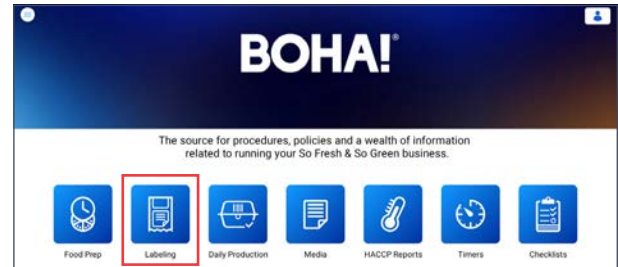 BOHA!®
The source for procedures, policies and a wealth of information
related to running your So Fresh & So Green business.
Food Prep
Labeling
Daily Production
Media
HACCP Reports
Timers
Checklists